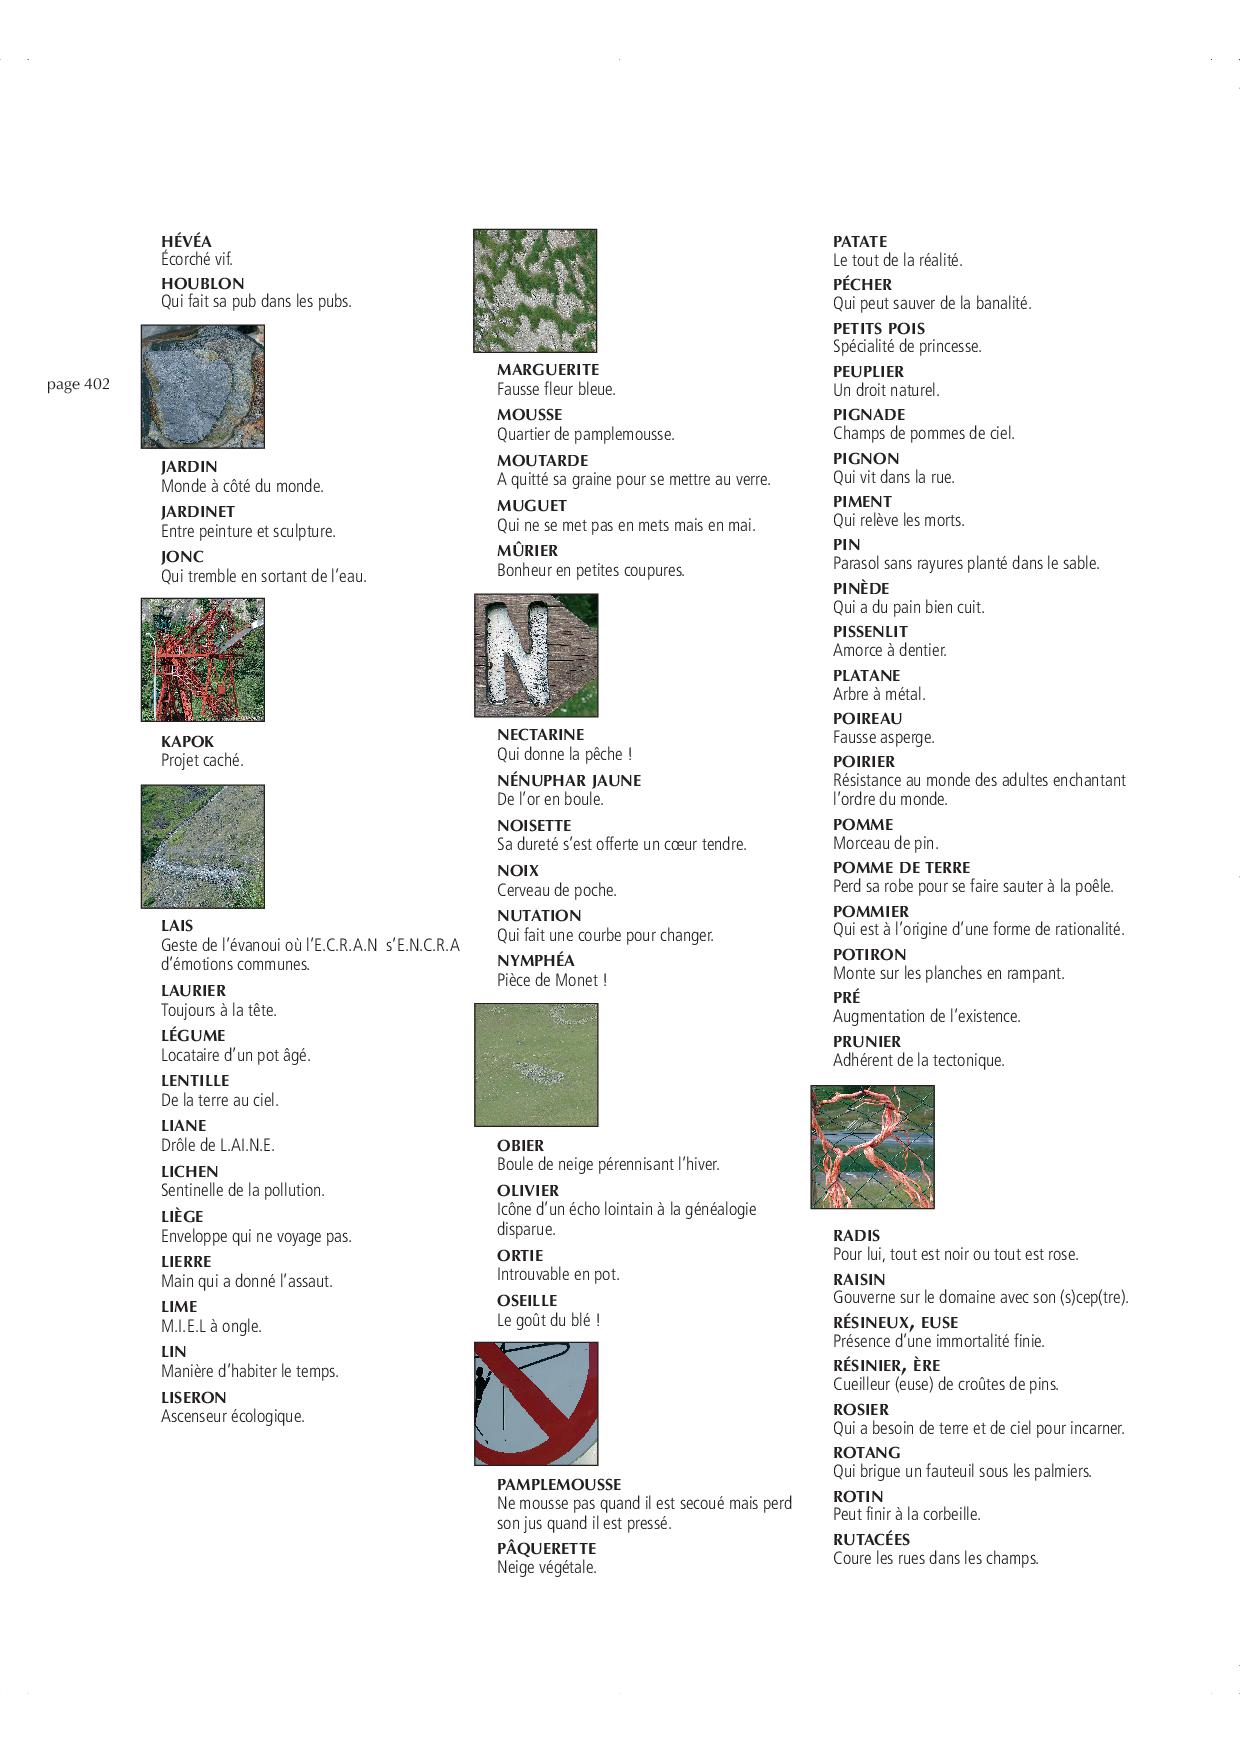 page 402
HÉVÉA
Écorché vif.
HOUBLON
Qui fait sa pub dans les pubs.
JARDIN
Monde à côté du monde.
JARDINET
Entre peinture et sculpture.
JONC
Qui tremble en sortant de l'eau.
KAPOK
Projet caché.
LAIS
Geste de l'évanoui où l'E.C.R.A.N s'E.N.C.R.A
d'émotions communes.
LAURIER
Toujours à la tête.
LÉGUME
Locataire d'un pot âgé.
LENTILLE
De la terre au ciel.
LIANE
Drôle de L.AI.N.E.
LICHEN
Sentinelle de la pollution.
LIÈGE
Enveloppe qui ne voyage pas.
LIERRE
Main qui a donné l'assaut.
LIME
M.I.E.L à ongle.
LIN
Manière d'habiter le temps.
LISERON
Ascenseur écologique.
MARGUERITE
Fausse fleur bleue.
MOUSSE
Quartier de pamplemousse.
MOUTARDE
A quitté sa graine pour se mettre au verre.
MUGUET
Qui ne se met pas en mets mais en mai.
MÛRIER
Bonheur en petites coupures.
N
NECTARINE
Qui donne la pêche !
NÉNUPHAR JAUNE
De l'or en boule.
NOISETTE
Sa dureté s'est offerte un cœur tendre.
NOIX
Cerveau de poche.
NUTATION
Qui fait une courbe pour changer.
NYMPHÉA
Pièce de Monet !
OBIER
Boule de neige pérennisant l'hiver.
OLIVIER
Icône d'un écho lointain à la généalogie
disparue.
ORTIE
Introuvable en pot.
OSEILLE
Le goût du blé !
PAMPLEMOUSSE
Ne mousse pas quand il est secoué mais perd
son jus quand il est pressé.
PÂQUERETTE
Neige végétale.
PATATE
Le tout de la réalité.
PÉCHER
Qui peut sauver de la banalité.
PETITS POIS
Spécialité de princesse.
PEUPLIER
Un droit naturel.
PIGNADE
Champs de pommes de ciel.
PIGNON
Qui vit dans la rue.
PIMENT
Qui relève les morts.
PIN
Parasol sans rayures planté dans le sable.
PINÈDE
Qui a du pain bien cuit.
PISSENLIT
Amorce à dentier.
PLATANE
Arbre à métal.
POIREAU
Fausse asperge.
POIRIER
Résistance au monde des adultes enchantant
l'ordre du monde.
POMME
Morceau de pin.
POMME DE TERRE
Perd sa robe pour se faire sauter à la poêle.
POMMIER
Qui est à l'origine d'une forme de rationalité.
POTIRON
Monte sur les planches en rampant.
PRÉ
Augmentation de l'existence.
PRUNIER
Adhérent de la tectonique.
RADIS
Pour lui, tout est noir ou tout est rose.
RAISIN
Gouverne sur le domaine avec son (s)cep(tre).
RÉSINEUX, EUSE
Présence d'une immortalité finie.
RÉSINIER, ÈRE
Cueilleur (euse) de croûtes de pins.
ROSIER
Qui a besoin de terre et de ciel pour incarner.
ROTANG
Qui brigue un fauteuil sous les palmiers.
ROTIN
Peut finir à la corbeille.
RUTACÉES
Coure les rues dans les champs.